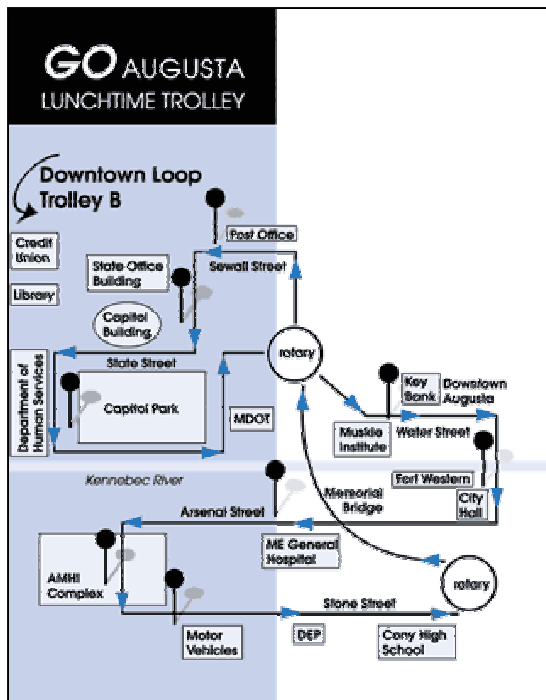 GO AUGUSTA
LUNCHTIME TROLLEY
Downtown Loop
Trolley B
Credit
Union
Library
Post Office
Sewall Street
State Office
Building
Capitol
Building
State Street
Department of
Human Services
Capitol Park
MDOT
rotary
Key
Bank
Downtown
Augusta
Muskie
Institute
Water Street
Fort Western
City
Hall
Kennebec River
Memorial
Bridge
Arsenal Street
ME General
Hospital
AMHI
Complex
rotary
Stone Street
Motor
Vehicles
DEP
Cony High
School